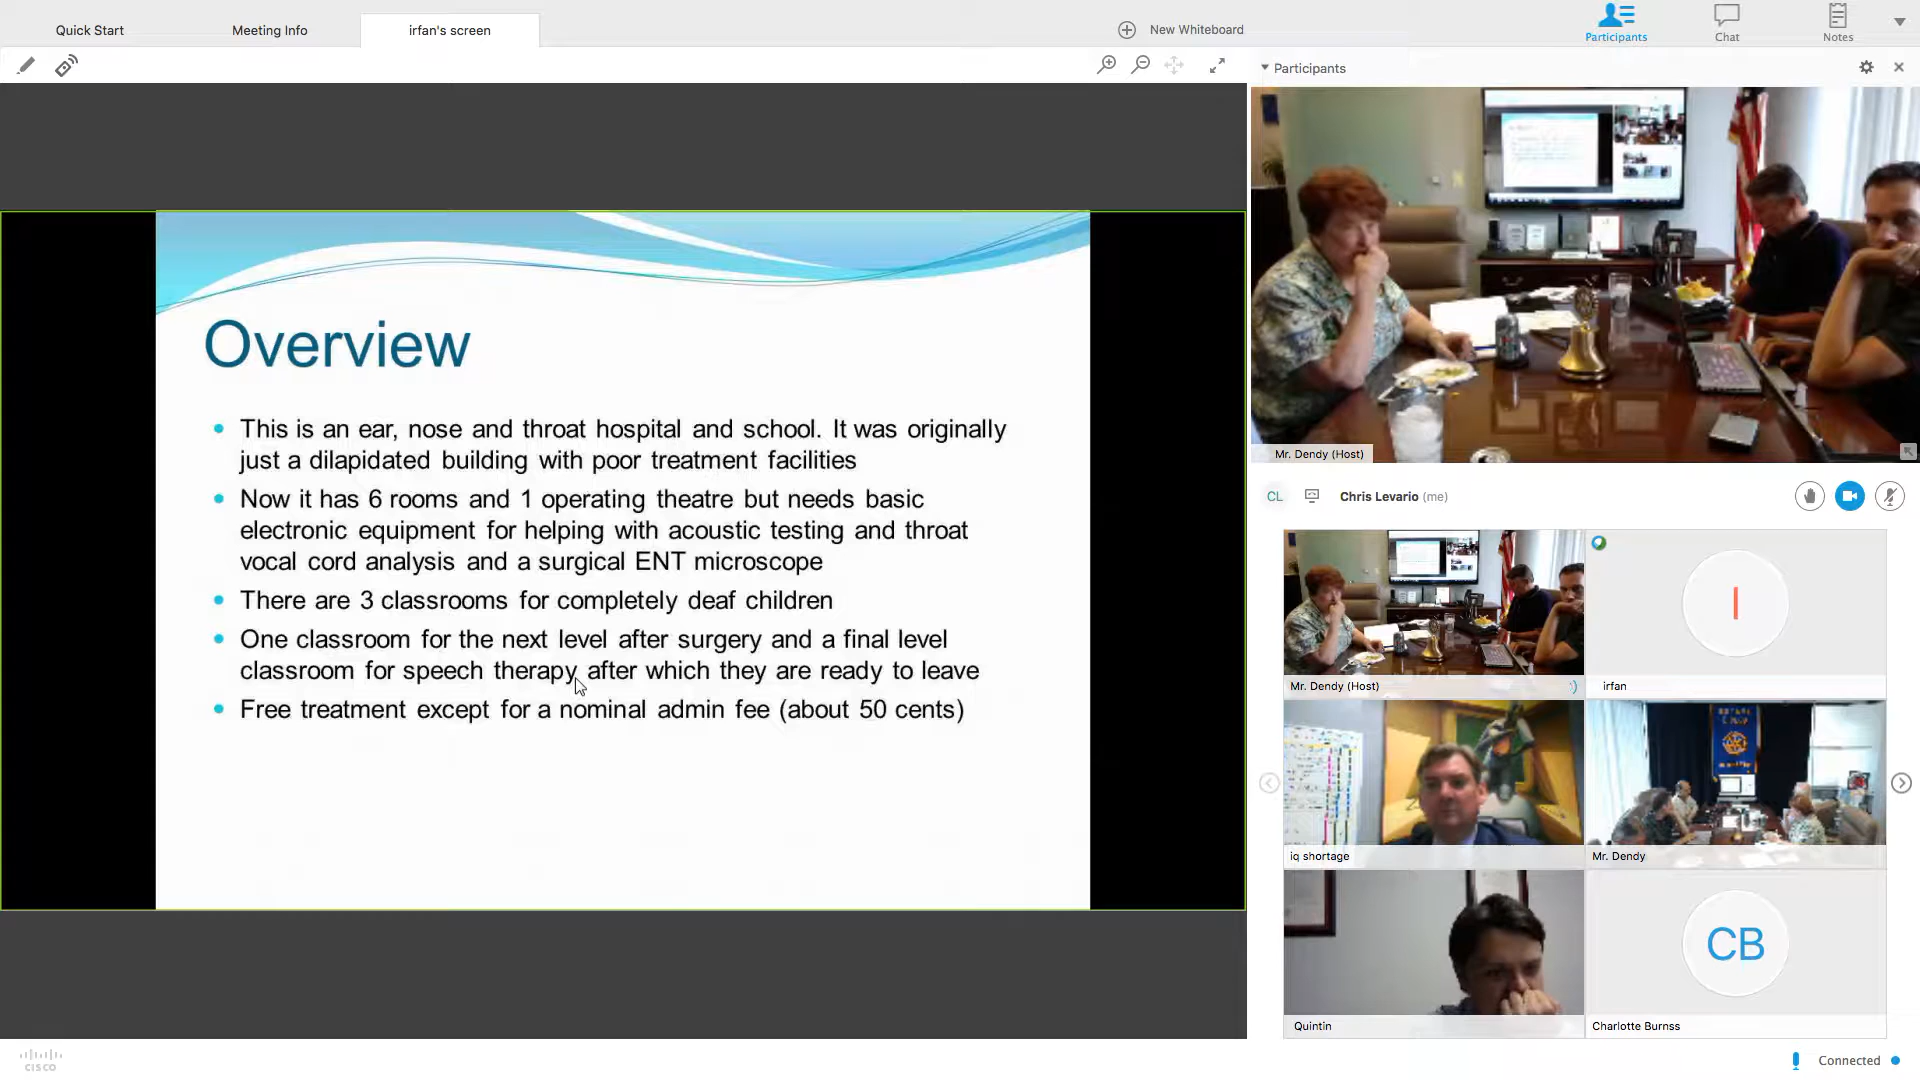 Quick Start
Meeting Info
irfan's screen
New Whiteboard
Participants
Chat
Notes
Participants
Overview
This is an ear, nose and throat hospital and school. It was originally
just a dilapidated building with poor treatment facilities
Now it has 6 rooms and 1 operating theatre but needs basic
electronic equipment for helping with acoustic testing and throat
vocal cord analysis and a surgical ENT microscope
There are 3 classrooms for completely deaf children
One classroom for the next level after surgery and a final level
classroom for speech therapy after which they are ready to leave
Free treatment except for a nominal admin fee (about 50 cents)
Mr. Dendy (Host)
CL
Chris Levario (me)
Mr. Dendy (Host)
I
irfan
iq shortage
Mr. Dendy
Quintin
CB
Charlotte Burnss
CISCO
Connected